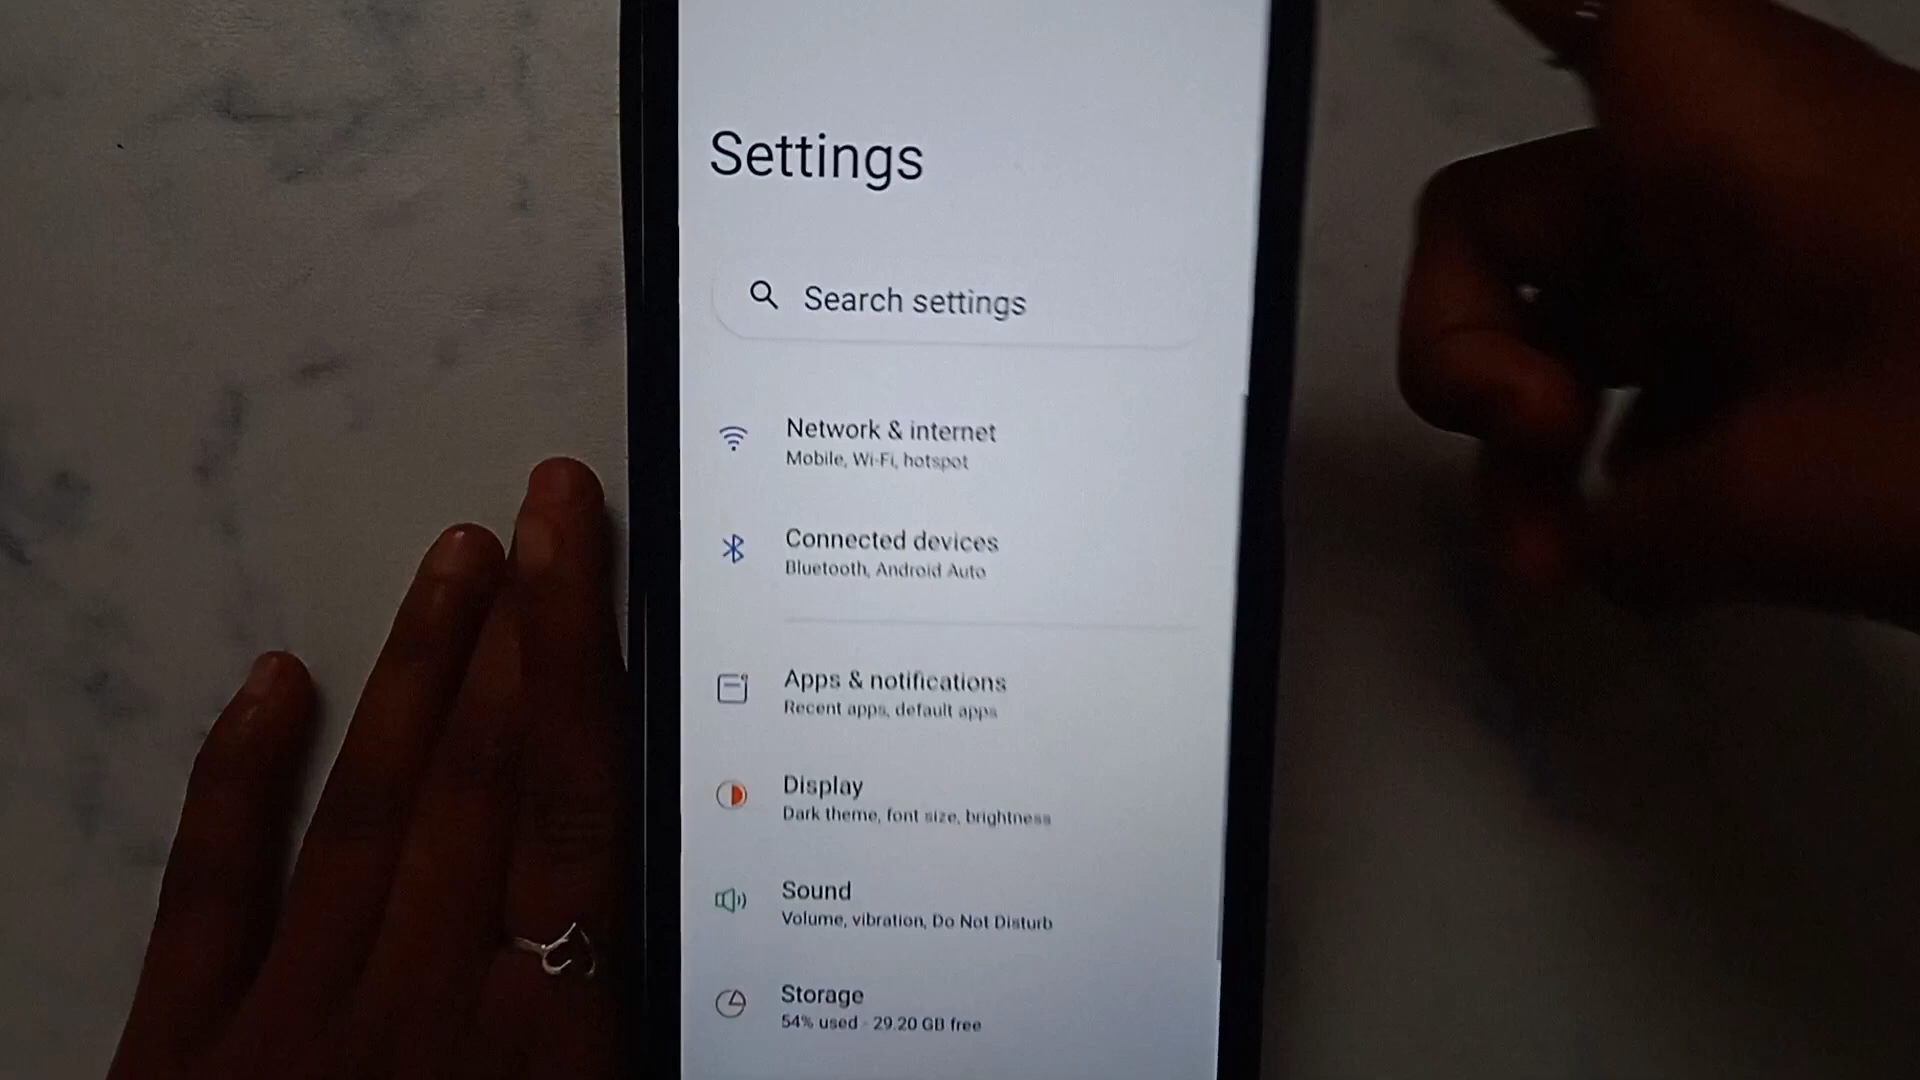 Settings
Search settings
Network & internet
Mobile, Wi-Fi, hotspot
Connected devices
Bluetooth, Android Auto
Apps & notifications
Recent apps, default apps
Display
Dark theme, font size, brightness
Sound
Volume, vibration, Do Not Disturb
Storage
54% used - 29.20 GB free